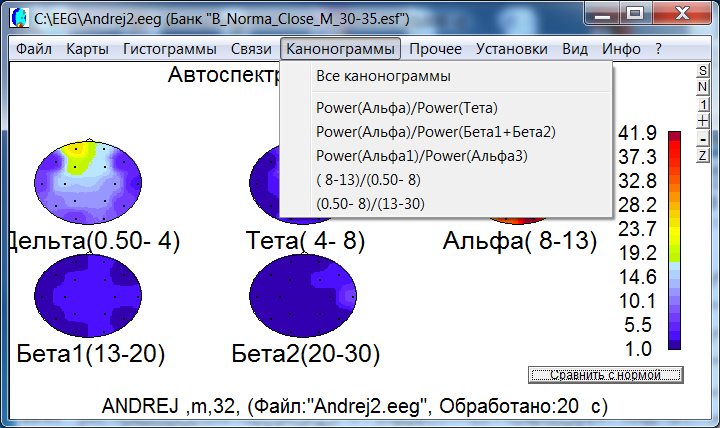 C:\EEG\Andrej2.eeg (Банк "B_Norma_Close_M_30-35.esf")
Файл Карты Гистограммы Связи Канонограммы Прочее Установки Вид Инфо ?
Автоспектр
Все канонограммы
Power(Альфа)/Power(Тета)
Power(Альфа)/Power(Бета1+Бета2)
Power(Альфа1)/Power(Альфа3)
( 8-13)/(0.50- 8)
(0.50- 8)/(13-30)
S
N
1
+
-
Z
41.9
37.3
32.8
28.2
23.7
19.2
14.6
10.1
5.5
1.0
Дельта(0.50- 4) Тета( 4- 8) Альфа( 8-13)
Бета1(13-20) Бета2(20-30)
Сравнить с нормой
ANDREJ ,m,32, (Файл:"Andrej2.eeg", Обработано:20 с)